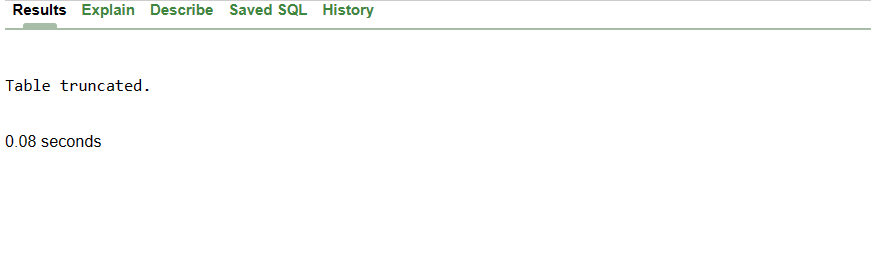 Results Explain Describe Saved SQL History
Table truncated.
0.08 seconds